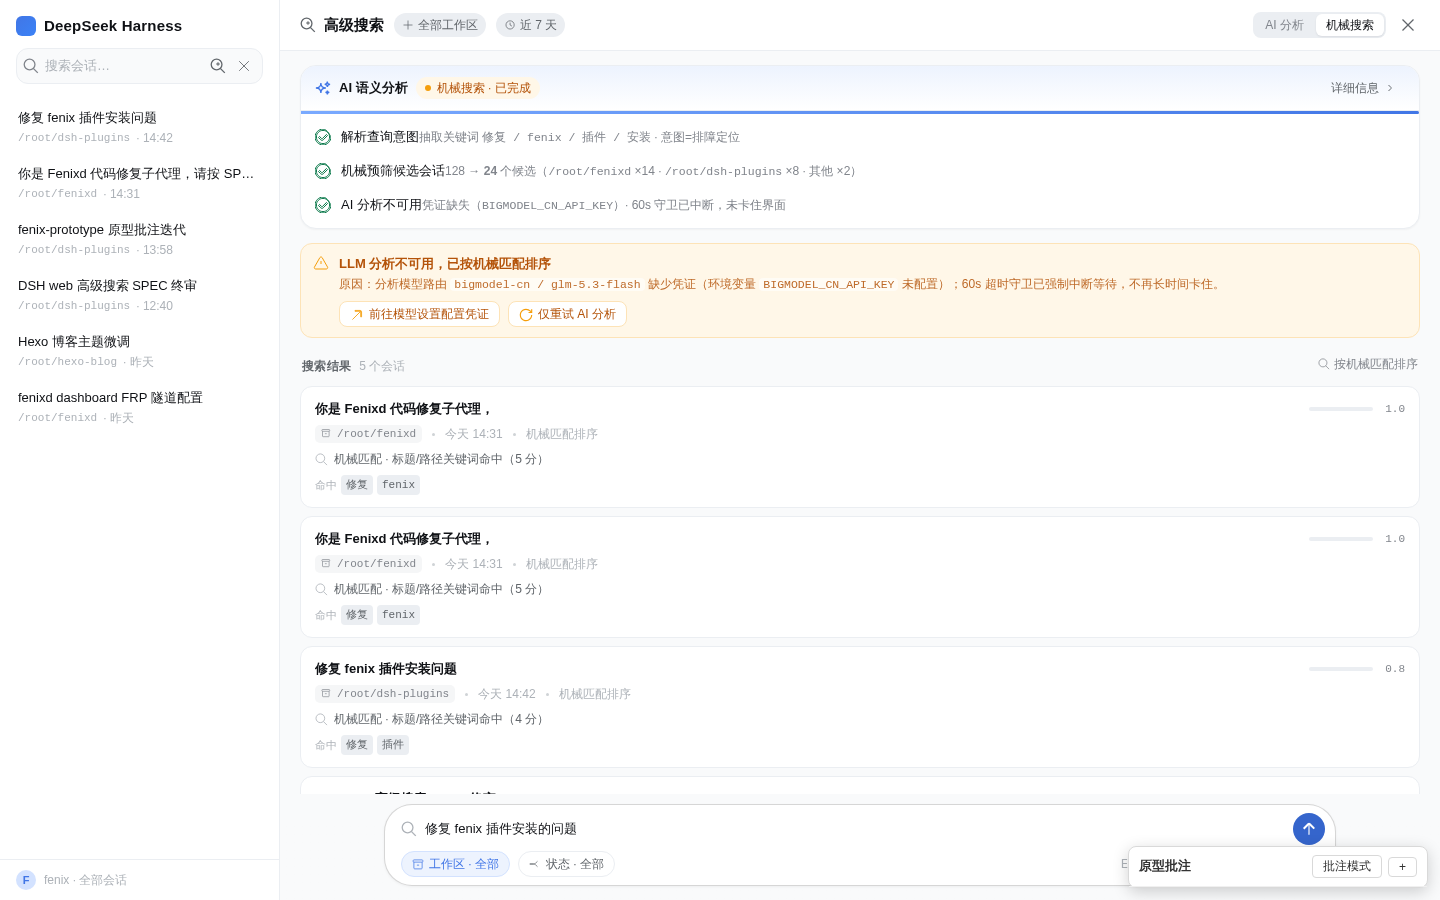 DeepSeek Harness
搜索会话…
修复 fenix 插件安装问题
/root/dsh-plugins · 14:42
你是 Fenixd 代码修复子代理，请按 SP…
/root/fenixd · 14:31
fenix-prototype 原型批注迭代
/root/dsh-plugins · 13:58
DSH web 高级搜索 SPEC 终审
/root/dsh-plugins · 12:40
Hexo 博客主题微调
/root/hexo-blog · 昨天
fenixd dashboard FRP 隧道配置
/root/fenixd · 昨天
F fenix · 全部会话
高级搜索 全部工作区 近 7 天 AI 分析 机械搜索
AI 语义分析 机械搜索 · 已完成 详细信息
解析查询意图抽取关键词 修复 / fenix / 插件 / 安装 · 意图=排障定位
机械预筛候选会话128 → 24 个候选（/root/fenixd ×14 · /root/dsh-plugins ×8 · 其他 ×2）
AI 分析不可用凭证缺失（BIGMODEL_CN_API_KEY）· 60s 守卫已中断，未卡住界面
LLM 分析不可用，已按机械匹配排序
原因：分析模型路由 bigmodel-cn / glm-5.3-flash 缺少凭证（环境变量 BIGMODEL_CN_API_KEY 未配置）；60s 超时守卫已强制中断等待，不再长时间卡住。
前往模型设置配置凭证 仅重试 AI 分析
搜索结果 5 个会话 按机械匹配排序
你是 Fenixd 代码修复子代理， 1.0
/root/fenixd • 今天 14:31 • 机械匹配排序
机械匹配 · 标题/路径关键词命中（5 分）
命中 修复 fenix
你是 Fenixd 代码修复子代理， 1.0
/root/fenixd • 今天 14:31 • 机械匹配排序
机械匹配 · 标题/路径关键词命中（5 分）
命中 修复 fenix
修复 fenix 插件安装问题 0.8
/root/dsh-plugins • 今天 14:42 • 机械匹配排序
机械匹配 · 标题/路径关键词命中（4 分）
命中 修复 插件
修复 fenix 插件安装的问题
工作区 · 全部 状态 · 全部
原型批注 批注模式 +